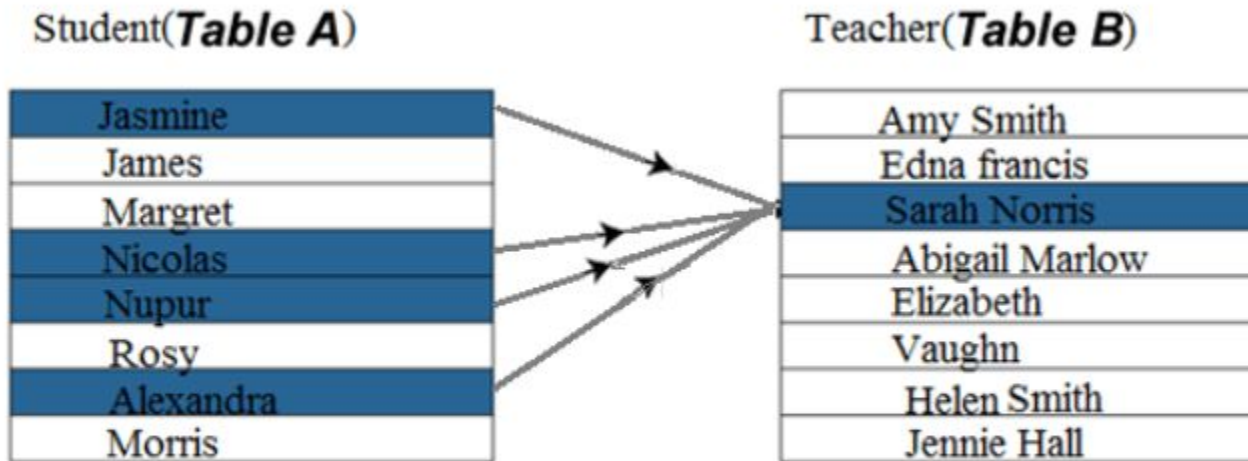 Student(Table A)
Teacher(Table B)
Jasmine
James
Margret
Nicolas
Nupur
Rosy
Alexandra
Morris
Amy Smith
Edna francis
Sarah Norris
Abigail Marlow
Elizabeth
Vaughn
Helen Smith
Jennie Hall